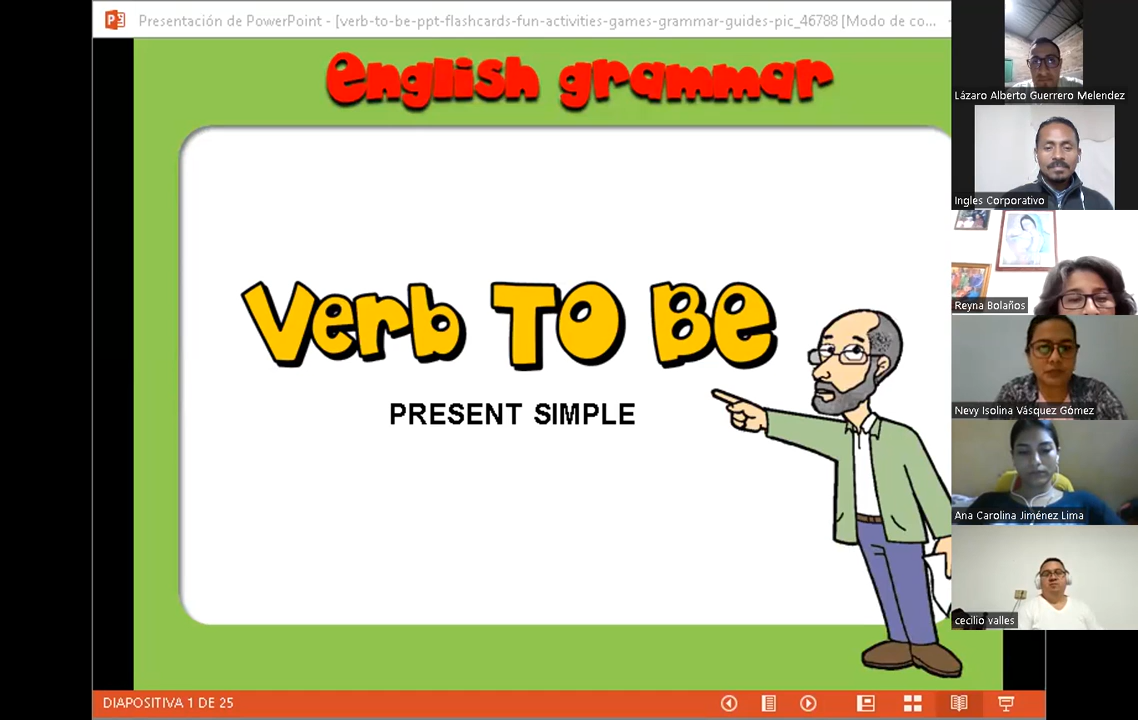 Presentación de PowerPoint - [verb-to-be-ppt-flashcards-fun-activities-games-grammar-guides-pic_46788 [Modo de co...
english grammar
Verb TO Be
PRESENT SIMPLE
DIAPOSITIVA 1 DE 25
Lázaro Alberto Guerrero Melendez
Ingles Corporativo
Reyna Bolaños
Nevy Isolina Vásquez Gómez
Ana Carolina Jiménez Lima
cecilio valles